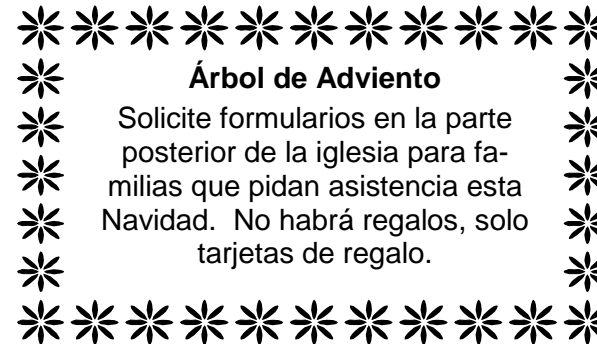 Árbol de Adviento
Solicite formularios en la parte
posterior de la iglesia para fa-
milias que pidan asistencia esta
Navidad.  No habrá regalos, solo
tarjetas de regalo.